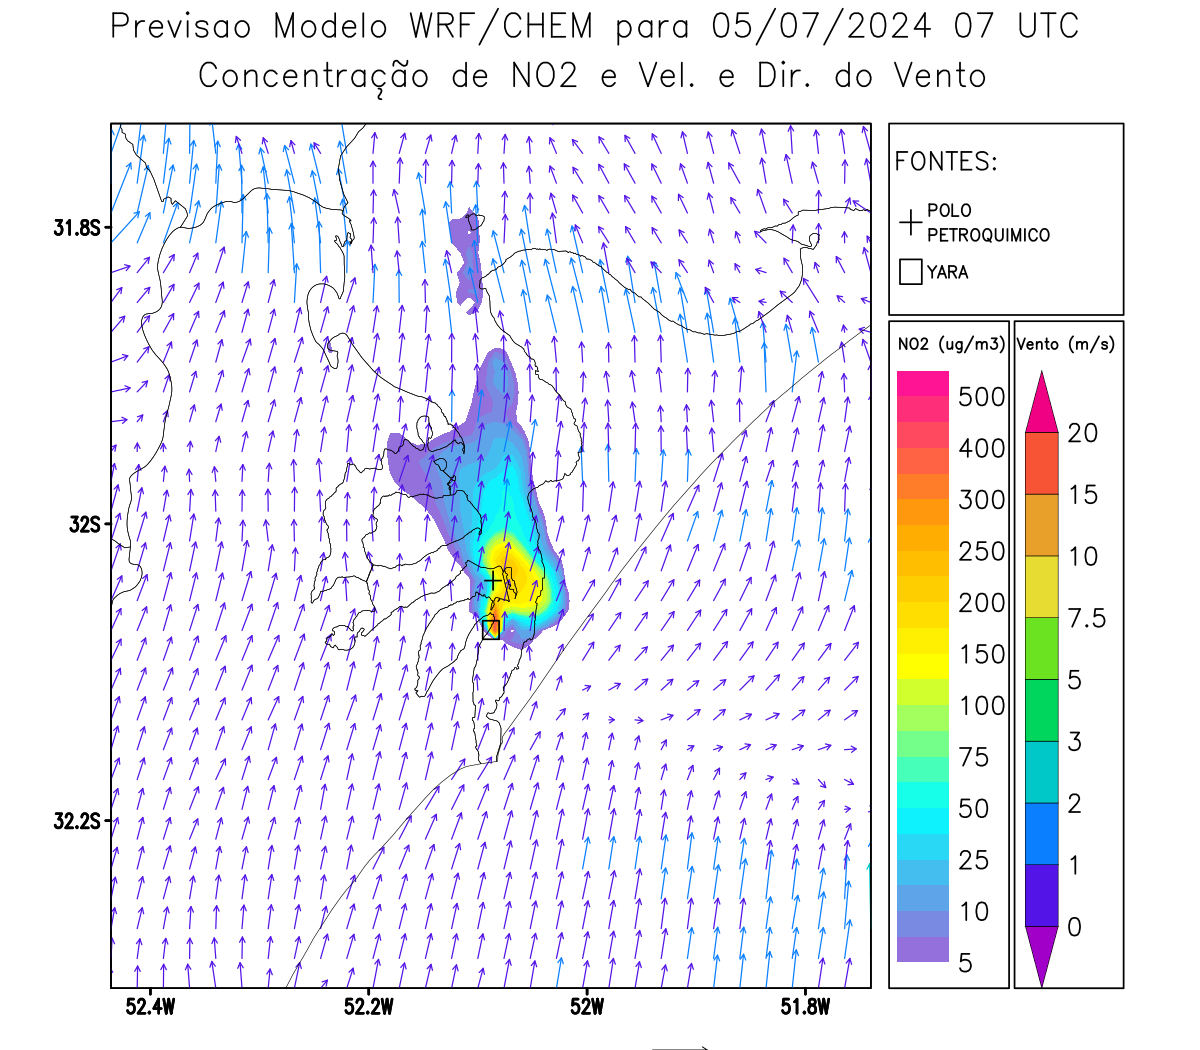 Previsao Modelo WRF/CHEM para 05/07/2024 07 UTC
Concentração de NO2 e Vel. e Dir. do Vento
FONTES:
POLO
PETROQUIMICO
YARA
31.8S
32S
32.2S
52.4W
52.2W
52W
51.8W
NO2 (ug/m3)
500
400
300
250
200
150
100
75
50
25
10
5
Vento (m/s)
20
15
10
7.5
5
3
2
1
0